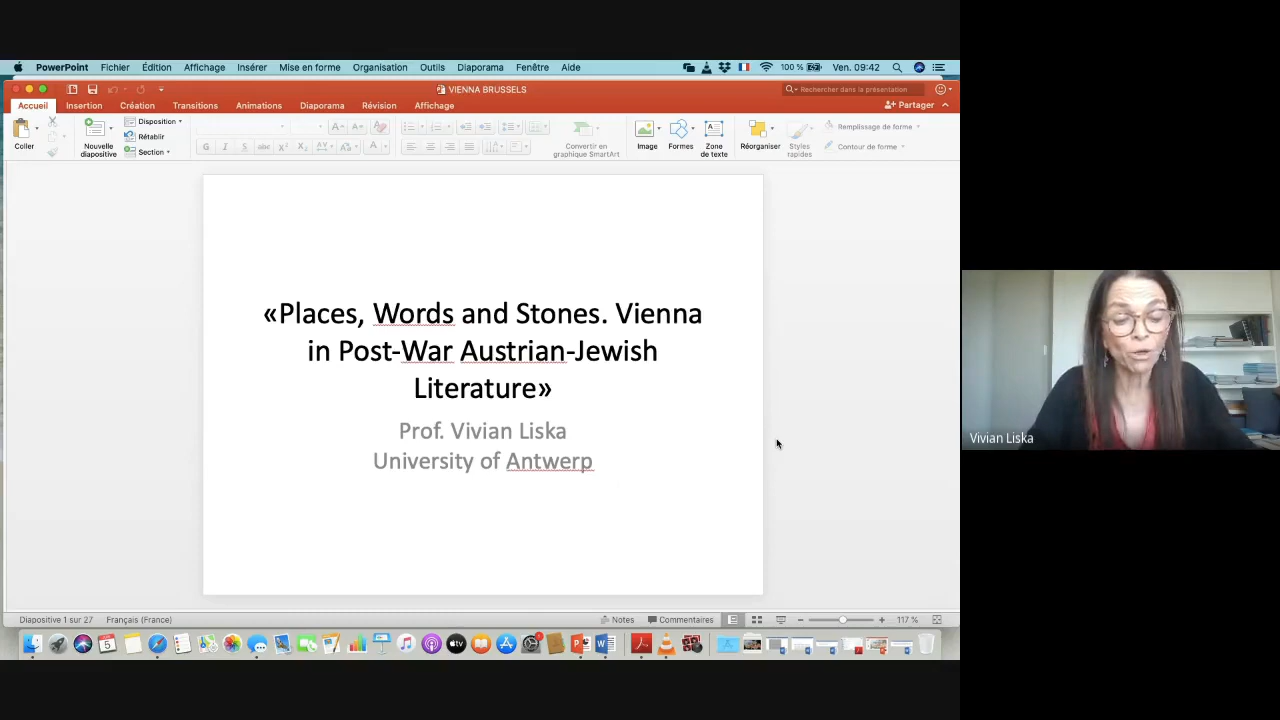 PowerPoint Fichier Édition Affichage Insérer Mise en forme Organisation Outils Diaporama Fenêtre Aide 100 % Ven. 09:42
VIENNA BRUSSELS
Rechercher dans la présentation
Accueil Insertion Création Transitions Animations Diaporama Révision Affichage Partager
Coller
Nouvelle
diapositive
Disposition
Rétablir
Section
Convertir en
graphique SmartArt
Image
Formes
Zone
de texte
Réorganiser
Styles
rapides
Remplissage de forme
Contour de forme
«Places, Words and Stones. Vienna
in Post-War Austrian-Jewish
Literature»
Prof. Vivian Liska
University of Antwerp
Vivian Liska
Diapositive 1 sur 27 Français (France) Notes Commentaires 117 %